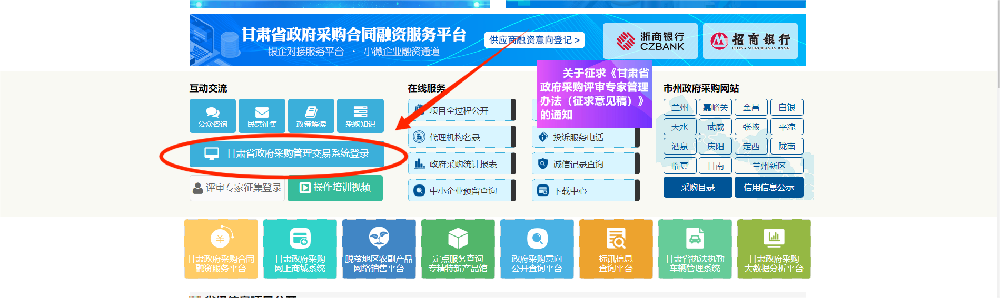 甘肃省政府采购合同融资服务平台
银企对接服务平台 · 小微企业融资通道
供应商融资意向登记 >
浙商银行
CZBANK
招商银行
CHINA MERCHANTS BANK
互动交流
公众咨询
民意征集
政策解读
采购知识
甘肃省政府采购管理交易系统登录
评审专家征集登录
操作培训视频
在线服务
项目全过程公开
代理机构名录
政府采购统计报表
中小企业预留查询
关于征求《甘肃省
政府采购评审专家管理
办法（征求意见稿）》
的通知
投诉服务电话
诚信记录查询
下载中心
市州政府采购网站
兰州 嘉峪关 金昌 白银
天水 武威 张掖 平凉
酒泉 庆阳 定西 陇南
临夏 甘南 兰州新区
采购目录 信用信息公示
甘肃政府采购合同
融资服务平台
甘肃政府采购
网上商城系统
脱贫地区农副产品
网络销售平台
定点服务查询
专精特新产品馆
政府采购意向
公开查询平台
标讯信息
查询平台
甘肃省执法执勤
车辆管理系统
甘肃政府采购
大数据分析平台